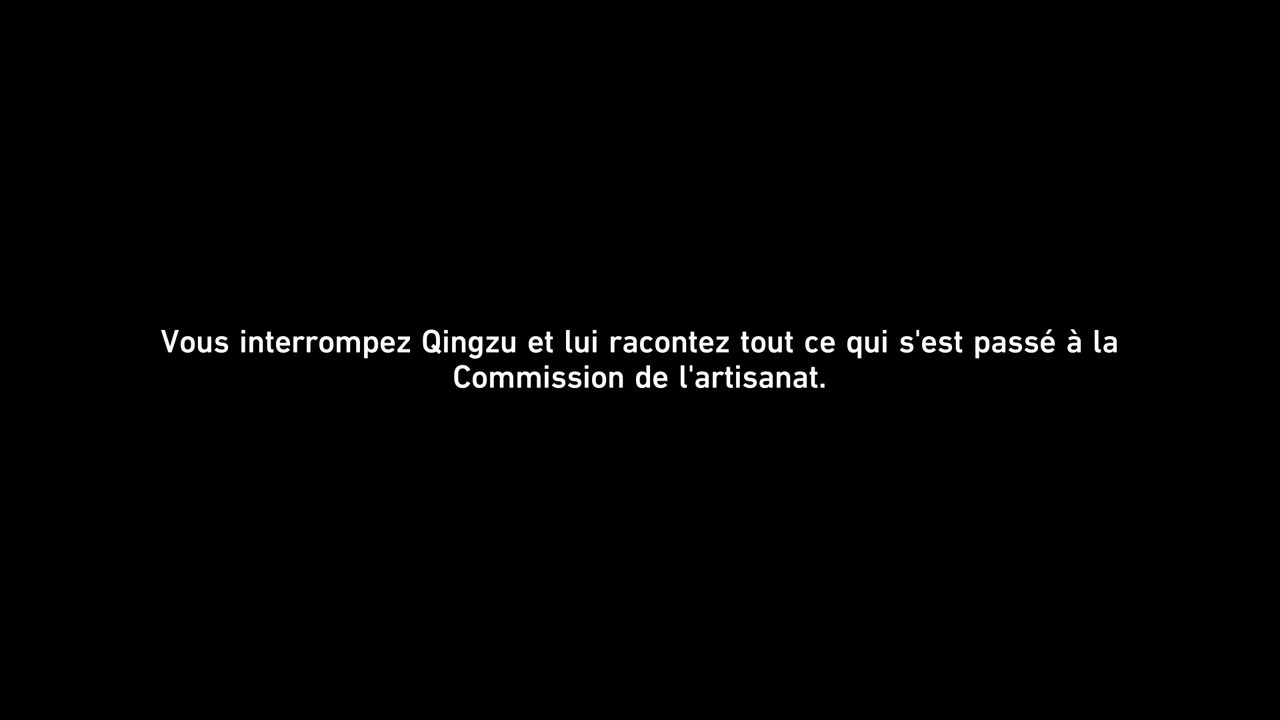 Vous interrompez Qingzu et lui racontez tout ce qui s'est passé à la
Commission de l'artisanat.